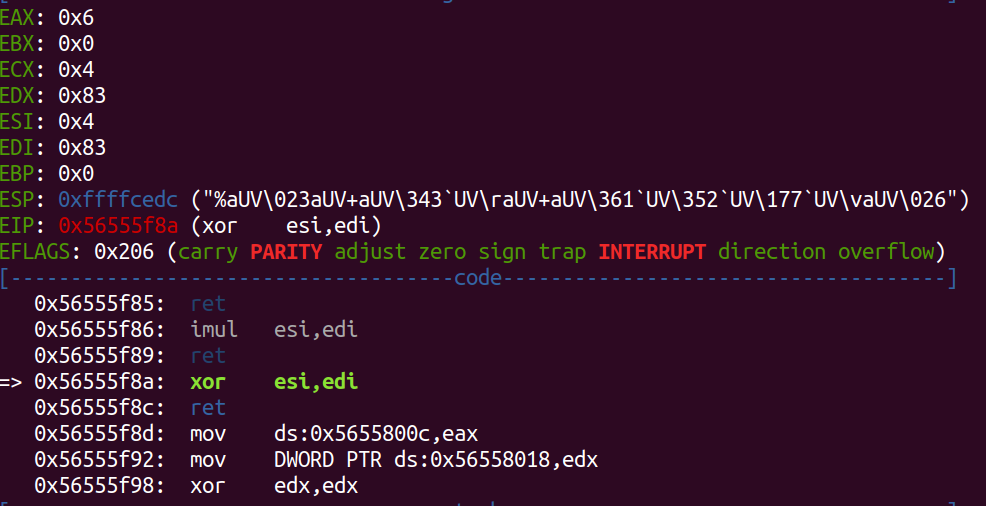 EAX: 0x6
EBX: 0x0
ECX: 0x4
EDX: 0x83
ESI: 0x4
EDI: 0x83
EBP: 0x0
ESP: 0xffffcedc ("%aUV\023aUV+aUV\343`UV\raUV+aUV\361`UV\352`UV\177`UV\vaUV\026")
EIP: 0x56555f8a (xor    esi,edi)
EFLAGS: 0x206 (carry PARITY adjust zero sign trap INTERRUPT direction overflow)
[-------------------------------------code-------------------------------------]
   0x56555f85:  ret
   0x56555f86:  imul   esi,edi
   0x56555f89:  ret
=> 0x56555f8a:  xor    esi,edi
   0x56555f8c:  ret
   0x56555f8d:  mov    ds:0x5655800c,eax
   0x56555f92:  mov    DWORD PTR ds:0x56558018,edx
   0x56555f98:  xor    edx,edx